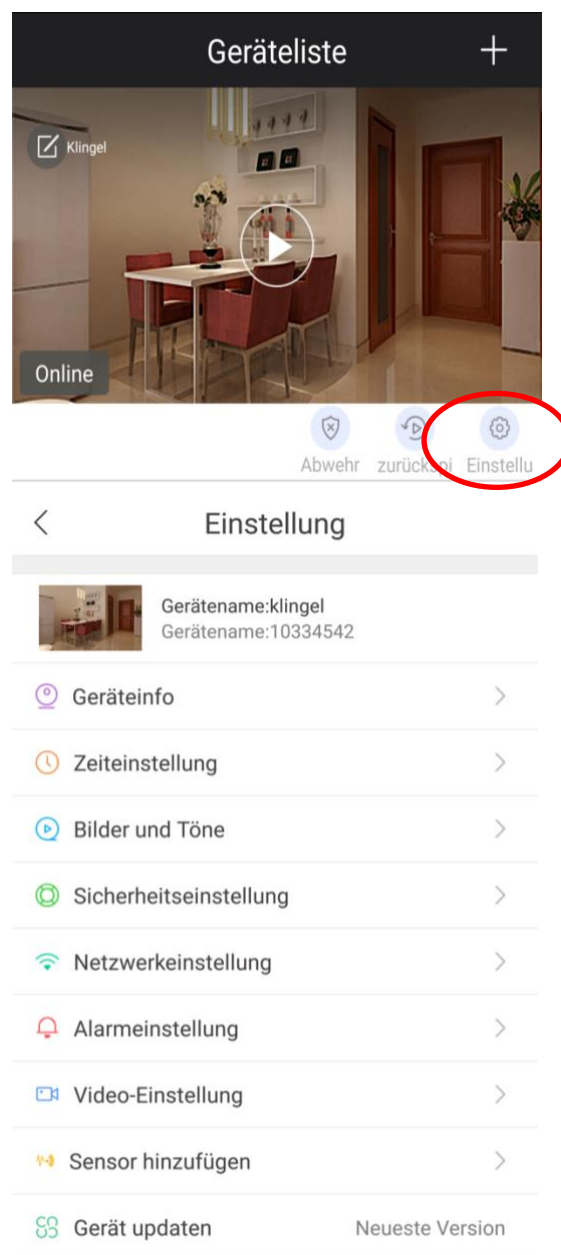 Geräteliste
Klingel
Online
Abwehr zurückspi Einstellu
Einstellung
Gerätename:klingel
Gerätename:10334542
Geräteinfo
Zeiteinstellung
Bilder und Töne
Sicherheitseinstellung
Netzwerkeinstellung
Alarmeinstellung
Video-Einstellung
Sensor hinzufügen
Gerät updaten Neueste Version